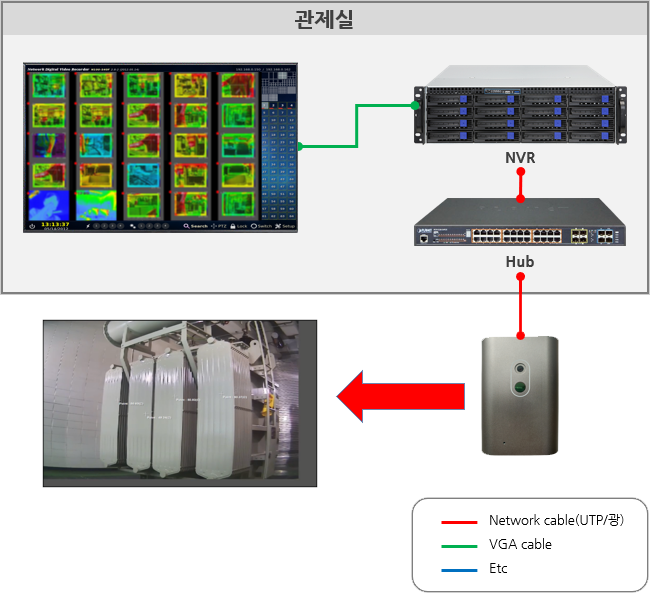 관제실
Network Digital Video Recorder
NVR
13:13:37
Search PTZ Lock Switch Setup
Hub
Network cable(UTP/광)
VGA cable
Etc